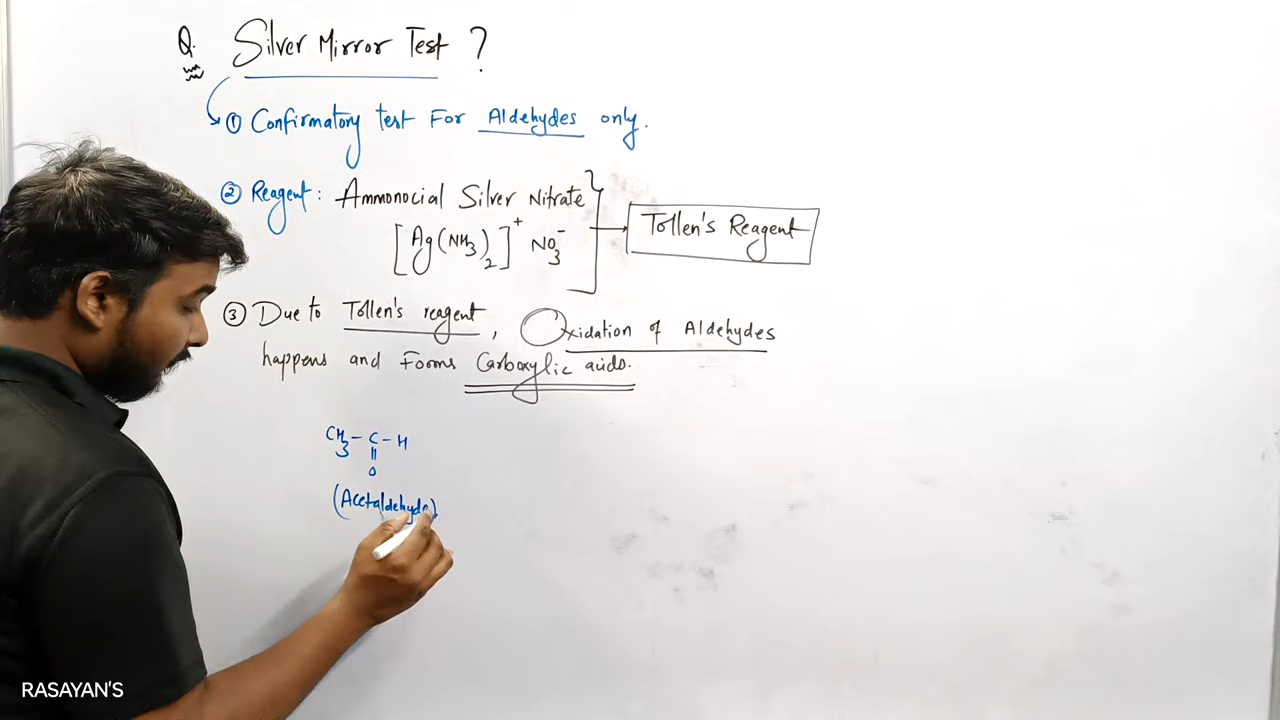 Q. Silver Mirror Test ?
① Confirmatory test For Aldehydes only.
② Reagent : Ammonocial Silver Nitrate
[Ag(NH3)2]+ NO3-
Tollen's Reagent
③ Due to Tollen's reagent, Oxidation of Aldehydes
happens and Forms Carboxylic acids.
CH3 - C - H
||
O
(Acetaldehyde)
RASAYAN'S